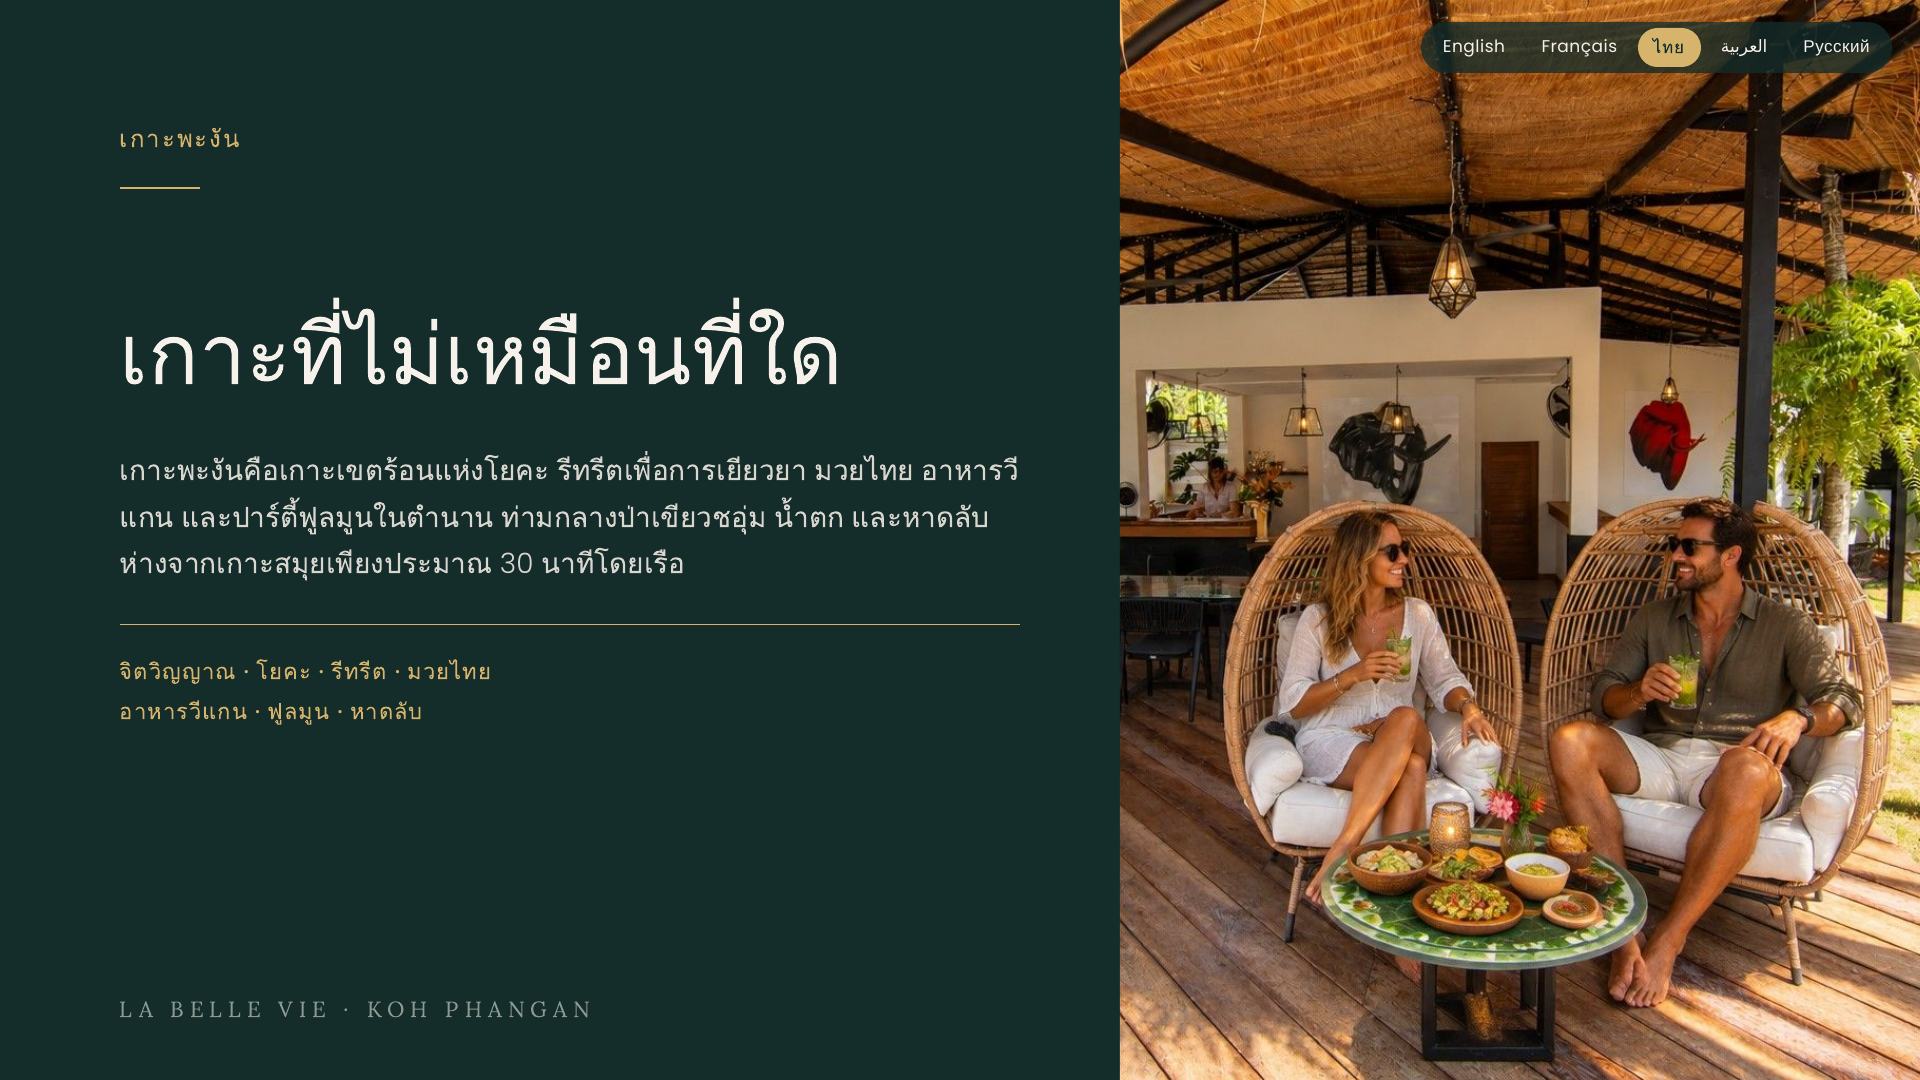 English Français ไทย العربية Русский
เกาะพะงัน
เกาะที่ไม่เหมือนที่ใด
เกาะพะงันคือเกาะเขตร้อนแห่งโยคะ รีทรีตเพื่อการเยียวยา มวยไทย อาหารวี
แกน และปาร์ตี้ฟูลมูนในตำนาน ท่ามกลางป่าเขียวชอุ่ม น้ำตก และหาดลับ
ห่างจากเกาะสมุยเพียงประมาณ 30 นาทีโดยเรือ
จิตวิญญาณ · โยคะ · รีทรีต · มวยไทย
อาหารวีแกน · ฟูลมูน · หาดลับ
LA BELLE VIE · KOH PHANGAN